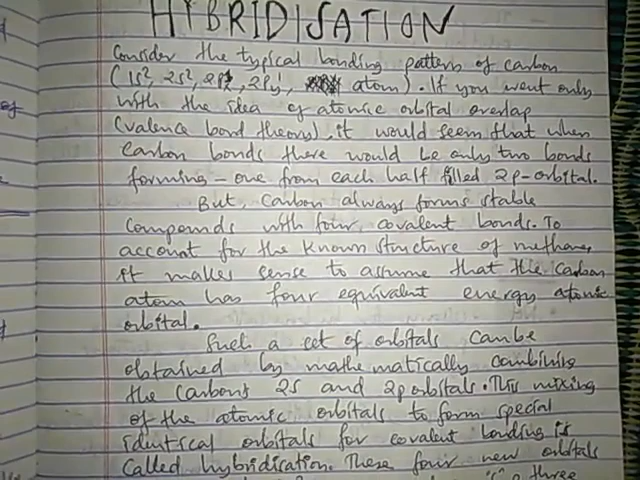 HYBRIDISATION
Consider the typical bonding pattern of carbon
(1s², 2s², 2p¹, 2Py¹, atom). If you went only
with the idea of atomic orbital overlap
(valence bond theory), it would seem that when
carbon bonds there would be only two bonds
forming - one from each half filled 2p-orbital.
But, carbon always forms stable
compounds with four covalent bonds. To
account for the known structure of methane,
it makes sense to assume that the carbon
atom has four equivalent energy atomic
orbital.
Such a set of orbitals can be
obtained by mathematically combining
the carbons 2s and 2p orbitals. This mixing
of the atomic orbitals to form special
identical orbitals for covalent bonding is
called hybridisation. These four new orbitals
three